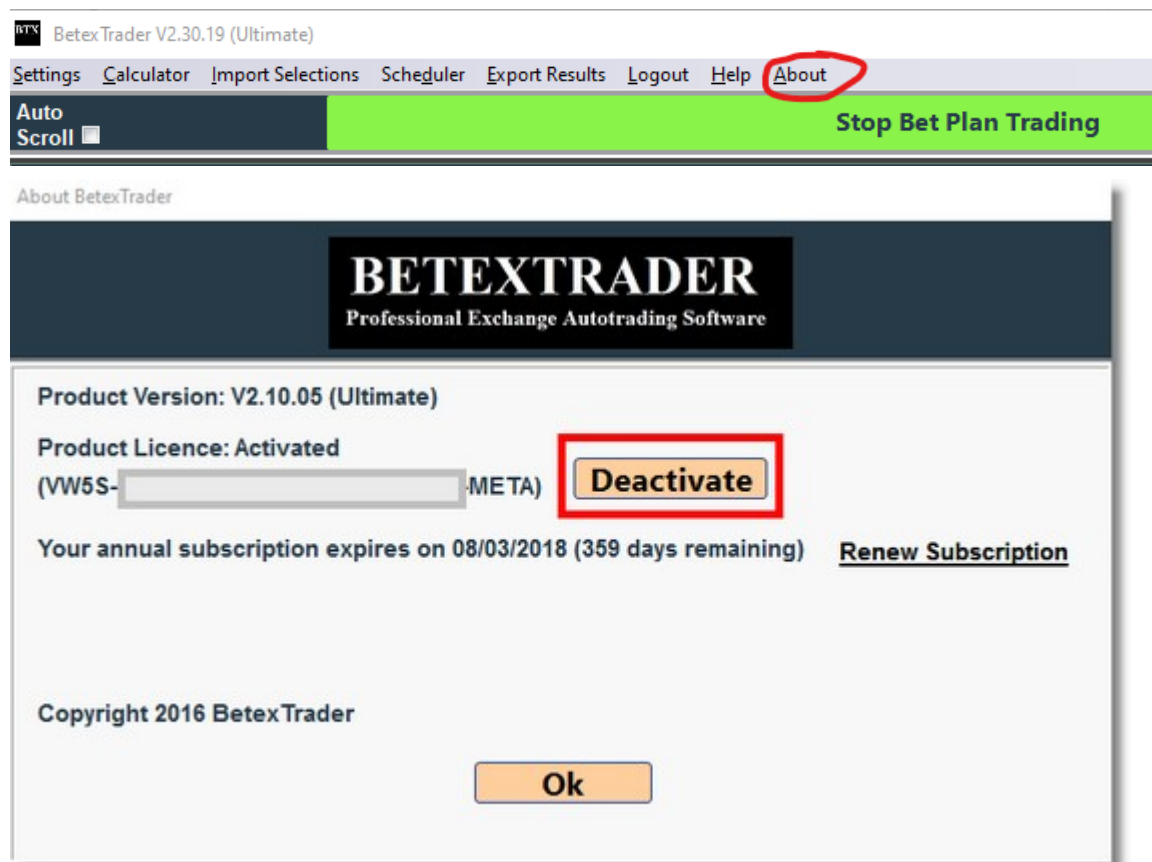 BTX BetexTrader V2.30.19 (Ultimate)
Settings Calculator Import Selections Scheduler Export Results Logout Help About
Auto
Scroll
Stop Bet Plan Trading
About BetexTrader
BETEXTRADER
Professional Exchange Autotrading Software
Product Version: V2.10.05 (Ultimate)
Product Licence: Activated
(VW5S- -META) Deactivate
Your annual subscription expires on 08/03/2018 (359 days remaining) Renew Subscription
Copyright 2016 BetexTrader
Ok